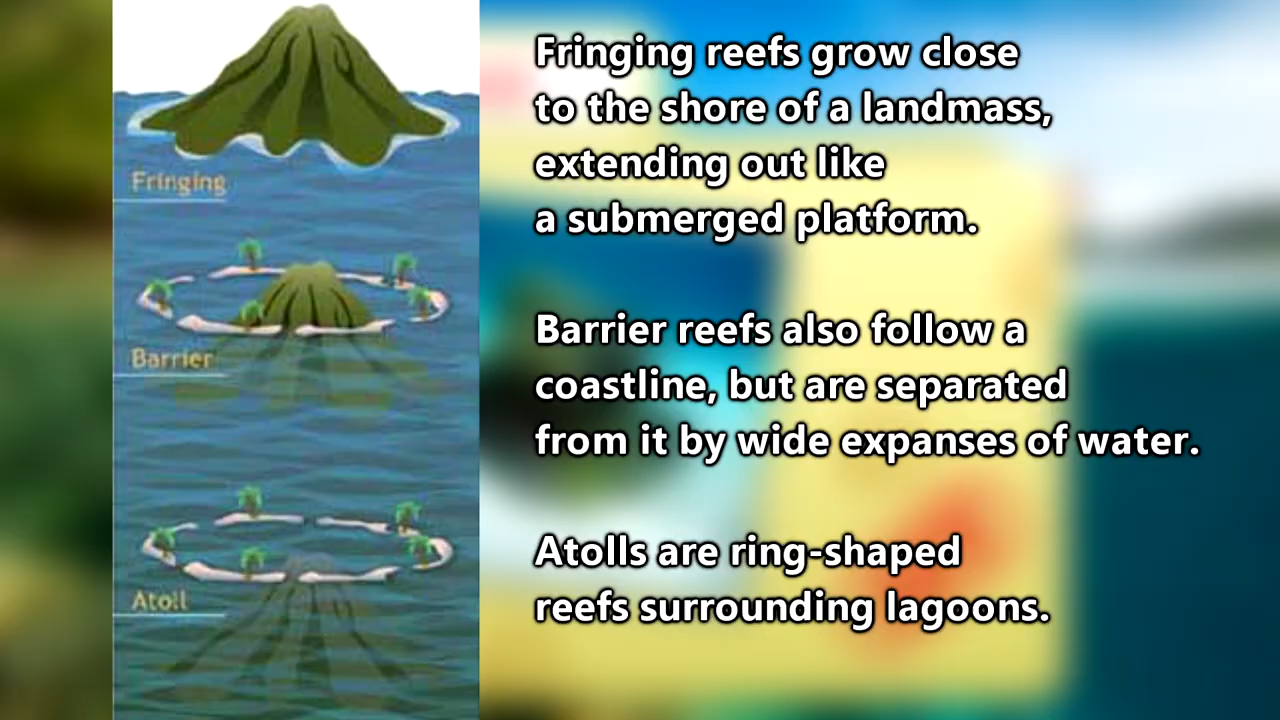 Fringing
Barrier
Atoll
Fringing reefs grow close
to the shore of a landmass,
extending out like
a submerged platform.
Barrier reefs also follow a
coastline, but are separated
from it by wide expanses of water.
Atolls are ring-shaped
reefs surrounding lagoons.